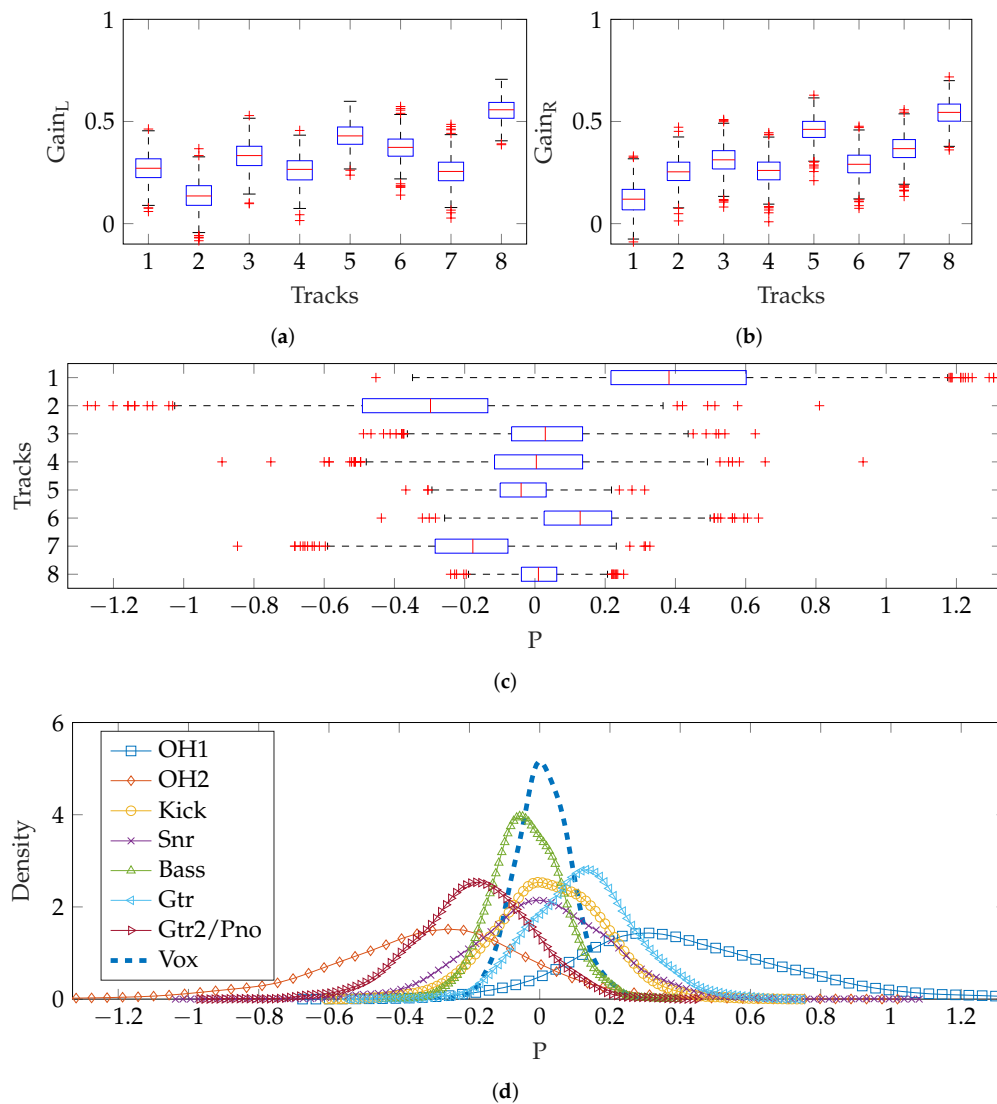 1
0.5
0
Gain_L
1 2 3 4 5 6 7 8
Tracks
(a)
1
0.5
0
Gain_R
1 2 3 4 5 6 7 8
Tracks
(b)
1
2
3
4
5
6
7
8
Tracks
−1.2 −1 −0.8 −0.6 −0.4 −0.2 0 0.2 0.4 0.6 0.8 1 1.2
P
(c)
6
4
2
0
Density
OH1
OH2
Kick
Snr
Bass
Gtr
Gtr2/Pno
Vox
−1.2 −1 −0.8 −0.6 −0.4 −0.2 0 0.2 0.4 0.6 0.8 1 1.2
P
(d)